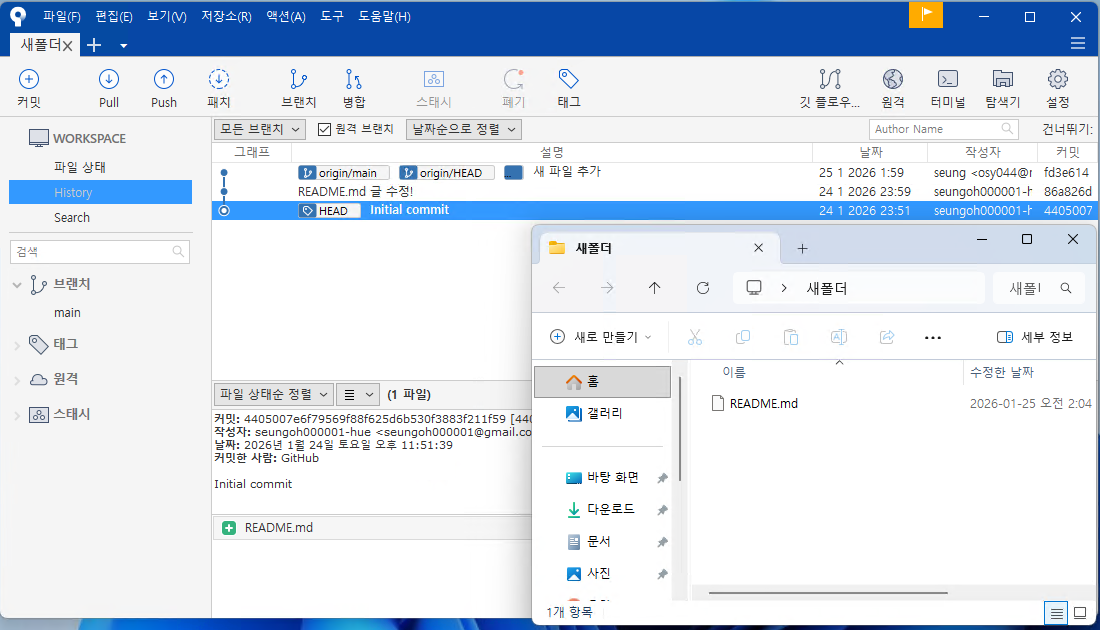 파일(F) 편집(E) 보기(V) 저장소(R) 액션(A) 도구 도움말(H)
새폴더
커밋 Pull Push 패치 브랜치 병합 스태시 폐기 태그 깃 플로우... 원격 터미널 탐색기 설정
WORKSPACE
파일 상태
History
Search
검색
브랜치
main
태그
원격
스태시
모든 브랜치 원격 브랜치 날짜순으로 정렬 Author Name 건너뛰기:
그래프 설명 날짜 작성자 커밋
origin/main origin/HEAD ... 새 파일 추가 25 1 2026 1:59 seung <osy044@n fd3e614
README.md 글 수정! 24 1 2026 23:59 seungoh000001-h 86a826d
HEAD Initial commit 24 1 2026 23:51 seungoh000001-h 4405007
파일 상태순 정렬 (1 파일)
커밋: 4405007e6f79569f88f625d6b530f3883f211f59 [440
작성자: seungoh000001-hue <seungoh000001@gmail.co
날짜: 2026년 1월 24일 토요일 오후 11:51:39
커밋한 사람: GitHub
Initial commit
README.md
새폴더
새폴더 새폴!
새로 만들기 세부 정보
홈
갤러리
바탕 화면
다운로드
문서
사진
이름 수정한 날짜
README.md 2026-01-25 오전 2:04
1개 항목